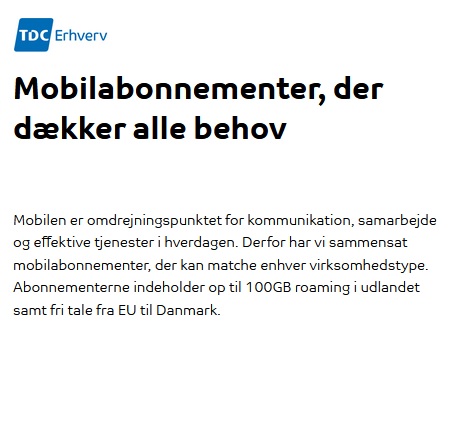 TDC Erhverv
Mobilabonnementer, der
dækker alle behov
Mobilen er omdrejningspunktet for kommunikation, samarbejde
og effektive tjenester i hverdagen. Derfor har vi sammensat
mobilabonnementer, der kan matche enhver virksomhedstype.
Abonnementerne indeholder op til 100GB roaming i udlandet
samt fri tale fra EU til Danmark.